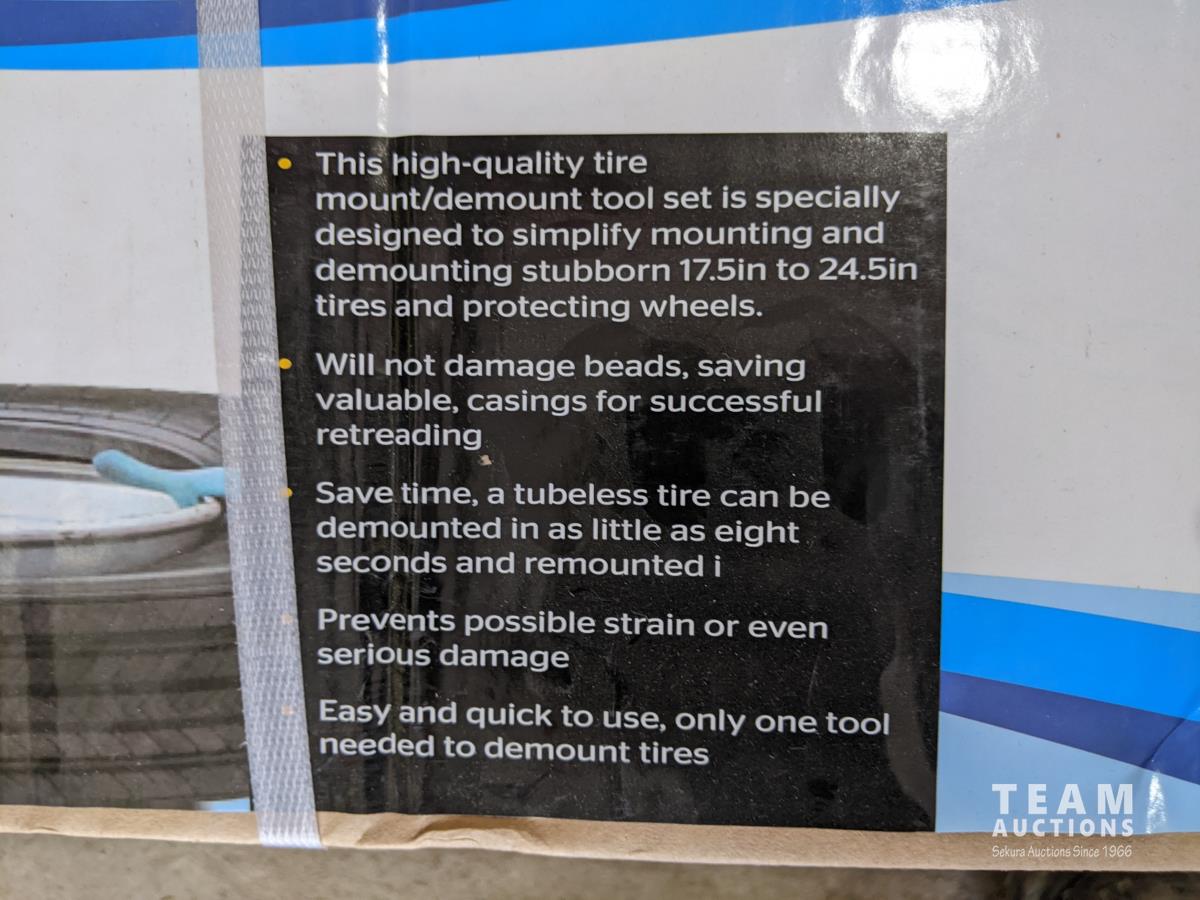 • This high-quality tire
mount/demount tool set is specially
designed to simplify mounting and
demounting stubborn 17.5in to 24.5in
tires and protecting wheels.
• Will not damage beads, saving
valuable, casings for successful
retreading
• Save time, a tubeless tire can be
demounted in as little as eight
seconds and remounted i
• Prevents possible strain or even
serious damage
• Easy and quick to use, only one tool
needed to demount tires
TEAM
AUCTIONS
Sekura Auctions Since 1966